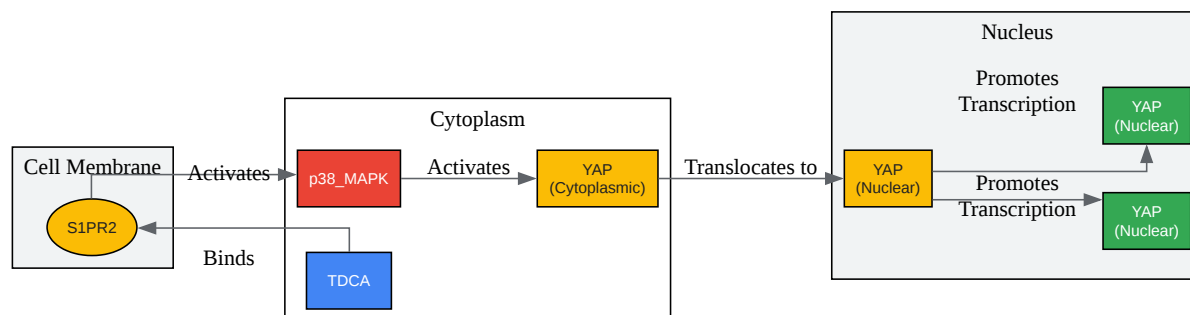 Nucleus
Promotes
Transcription
YAP
(Nuclear)
Cytoplasm
Cell Membrane
Activates
p38_MAPK
Activates
YAP
(Cytoplasmic)
Translocates to
YAP
(Nuclear)
Promotes
Transcription
YAP
(Nuclear)
S1PR2
Binds
TDCA